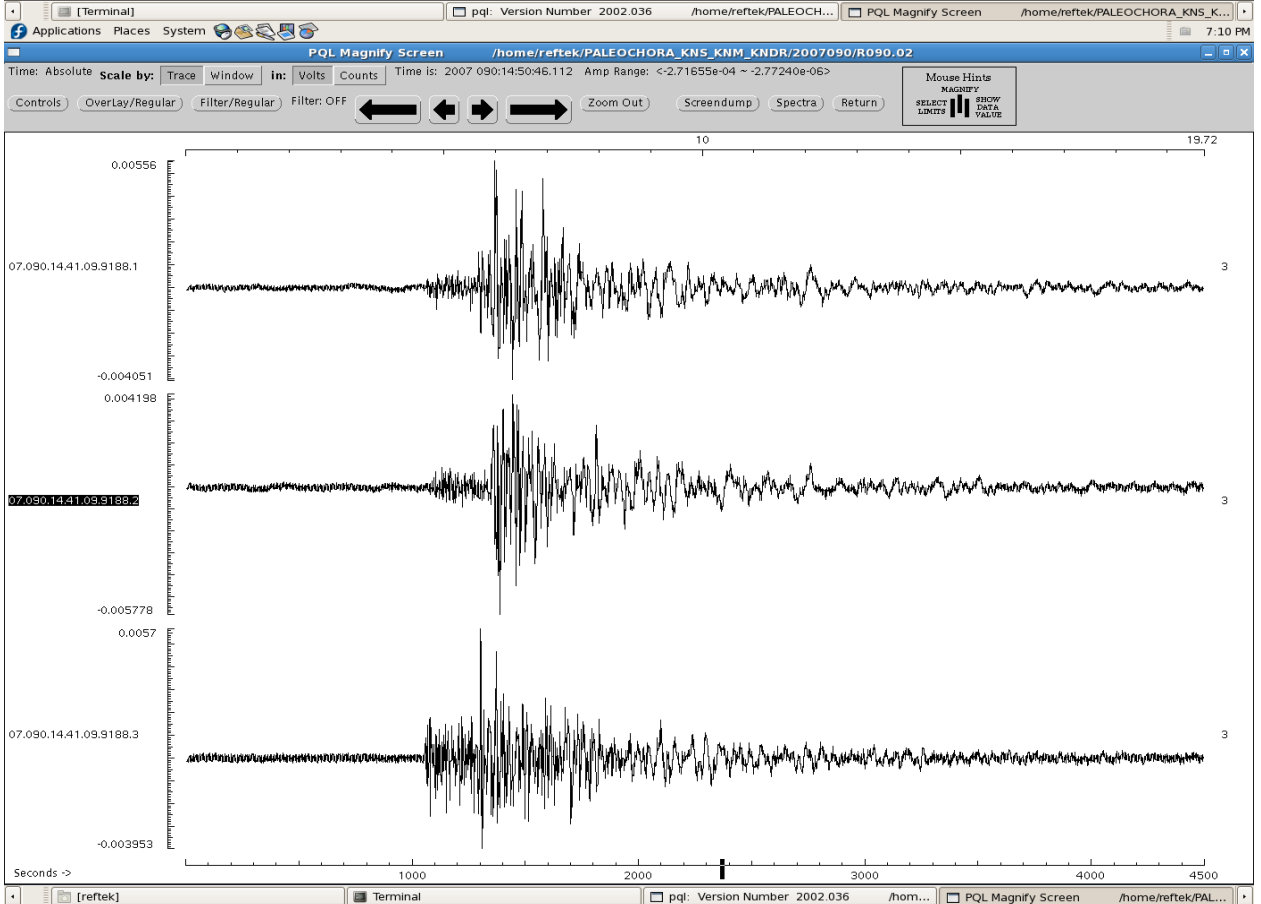 [Terminal] pql: Version Number 2002.036 /home/reftek/PALEOCH... PQL Magnify Screen /home/reftek/PALEOCHORA_KNS_K...
Applications Places System 7:10 PM
PQL Magnify Screen /home/reftek/PALEOCHORA_KNS_KNM_KNDR/2007090/R090.02
Time: Absolute Scale by: Trace Window in: Volts Counts Time is: 2007 090:14:50:46.112 Amp Range: <-2.71655e-04 ~ -2.77240e-06>
Controls OverLay/Regular Filter/Regular Filter: OFF Zoom Out Screendump Spectra Return
Mouse Hints
MAGNIFY
SELECT LIMITS SHOW DATA VALUE
10 19.72
0.00556
07.090.14.41.09.9188.1 3
-0.004051
0.004198
07.090.14.41.09.9188.2 3
-0.005778
0.0057
07.090.14.41.09.9188.3 3
-0.003953
Seconds -> 1000 2000 3000 4000 4500
[reftek] Terminal pql: Version Number 2002.036 /hom... PQL Magnify Screen /home/reftek/PAL...